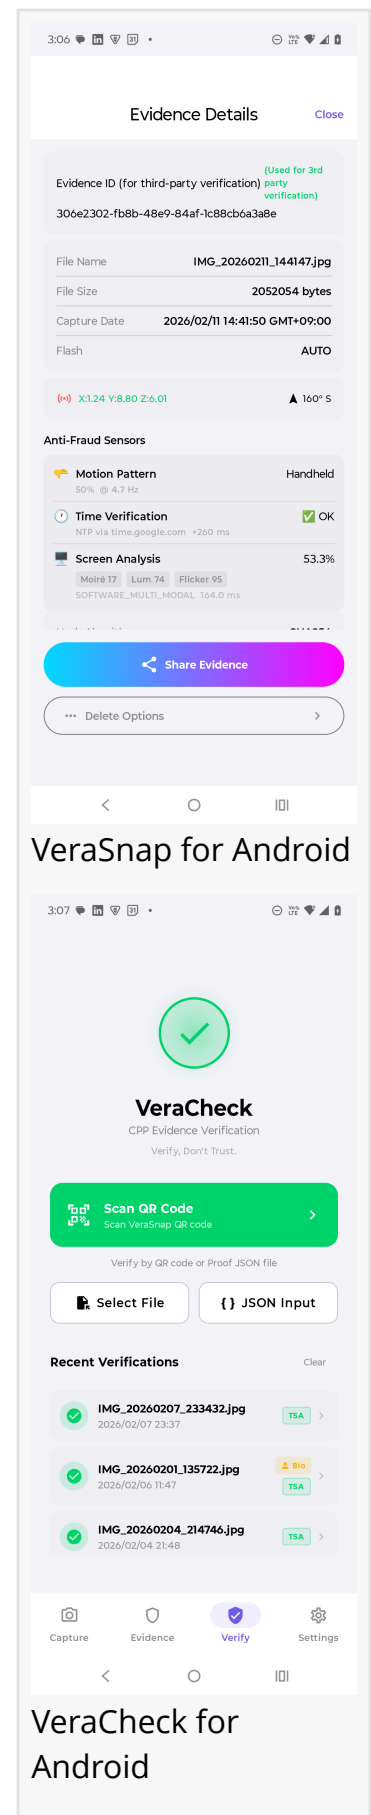 3:06
31
VoLTE LTE
Evidence Details
Close
Evidence ID (for third-party verification) (Used for 3rd party verification)
306e2302-fb8b-48e9-84af-1c88cb6a3a8e
File Name IMG_20260211_144147.jpg
File Size 2052054 bytes
Capture Date 2026/02/11 14:41:50 GMT+09:00
Flash AUTO
X:1.24 Y:8.80 Z:6.01 160° S
Anti-Fraud Sensors
Motion Pattern Handheld
50% @ 4.7 Hz
Time Verification OK
NTP via time.google.com +260 ms
Screen Analysis 53.3%
Moiré 17 Lum 74 Flicker 95
SOFTWARE_MULTI_MODAL 164.0 ms
Share Evidence
Delete Options
VeraSnap for Android
3:07
31
VeraCheck
CPP Evidence Verification
Verify, Don't Trust.
Scan QR Code
Scan VeraSnap QR code
Verify by QR code or Proof JSON file
Select File
{ } JSON Input
Recent Verifications Clear
IMG_20260207_233432.jpg
2026/02/07 23:37
TSA
IMG_20260201_135722.jpg
2026/02/06 11:47
Bio
TSA
IMG_20260204_214746.jpg
2026/02/04 21:48
TSA
Capture Evidence Verify Settings
VeraCheck for
Android